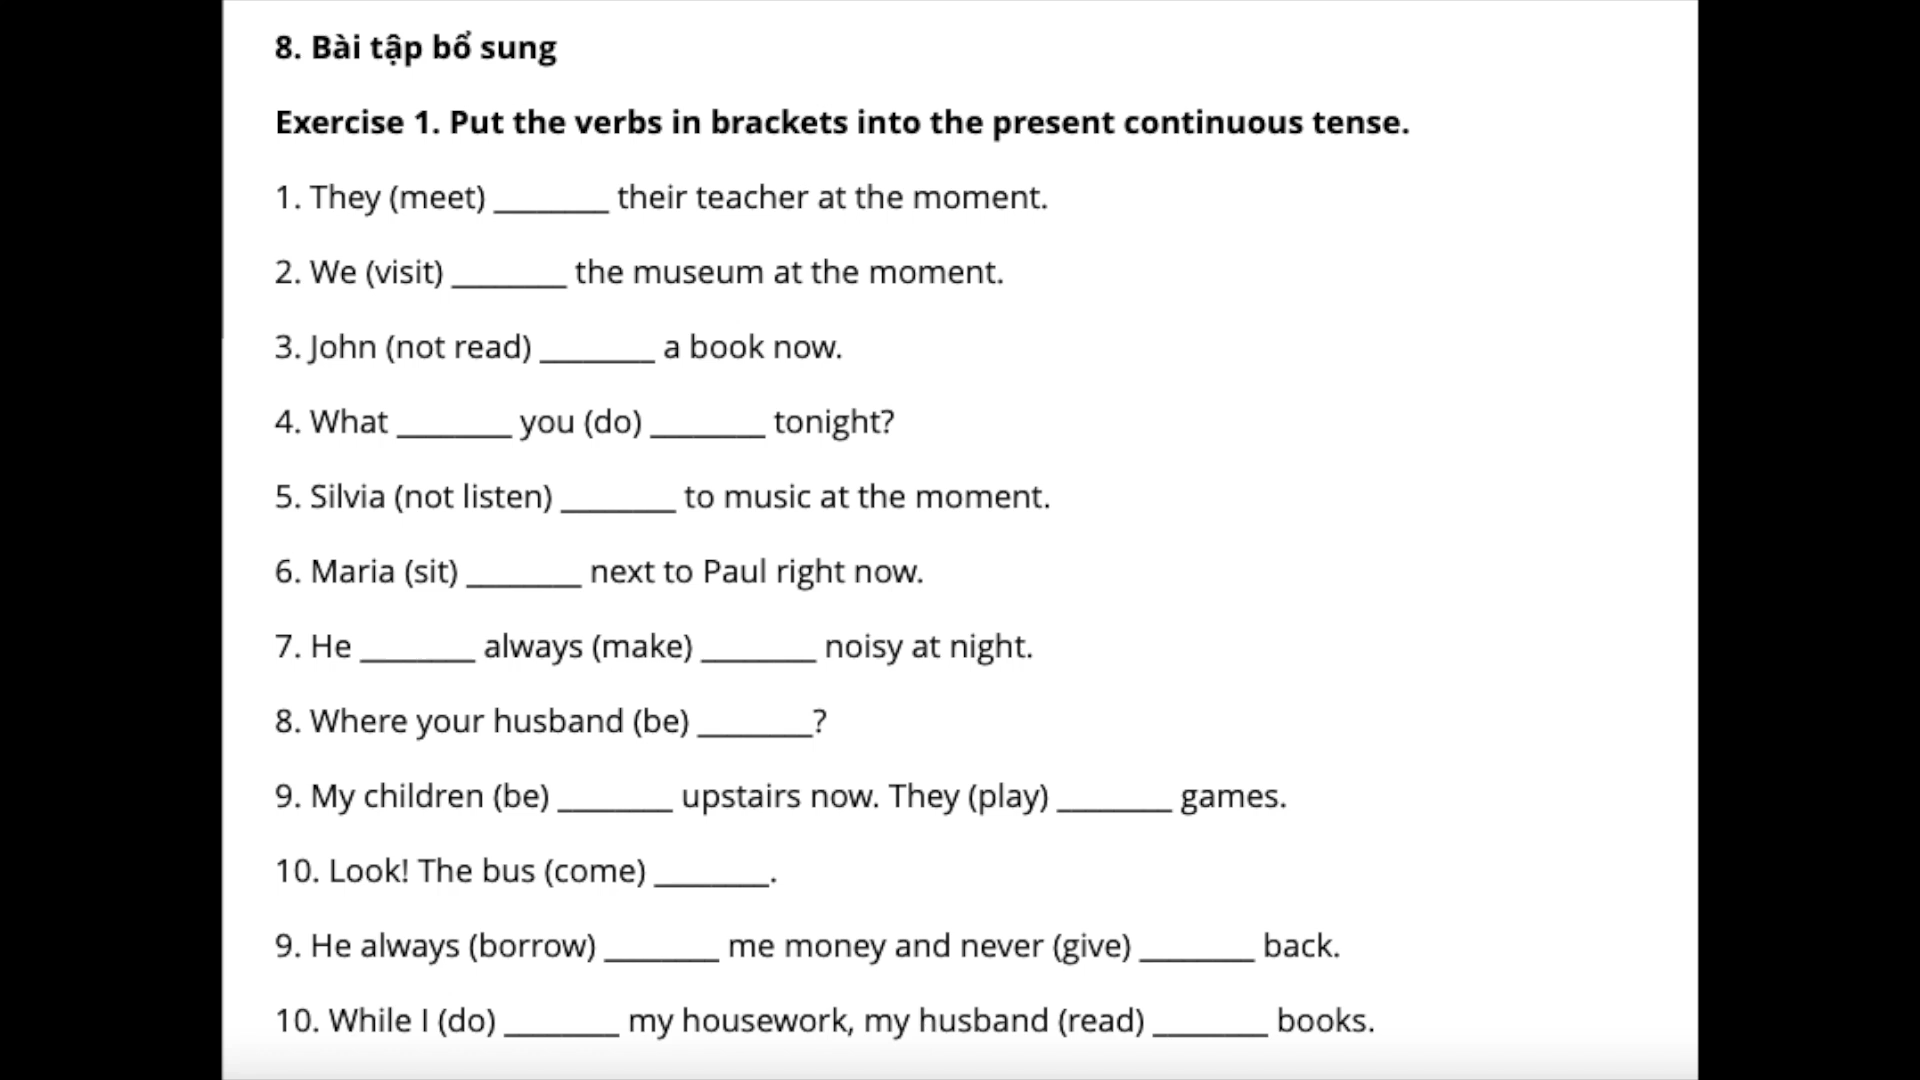 8. Bài tập bổ sung
Exercise 1. Put the verbs in brackets into the present continuous tense.
1. They (meet) _______ their teacher at the moment.
2. We (visit) _______ the museum at the moment.
3. John (not read) _______ a book now.
4. What _______ you (do) _______ tonight?
5. Silvia (not listen) _______ to music at the moment.
6. Maria (sit) _______ next to Paul right now.
7. He _______ always (make) _______ noisy at night.
8. Where your husband (be) _______?
9. My children (be) _______ upstairs now. They (play) _______ games.
10. Look! The bus (come) _______.
9. He always (borrow) _______ me money and never (give) _______ back.
10. While I (do) _______ my housework, my husband (read) _______ books.